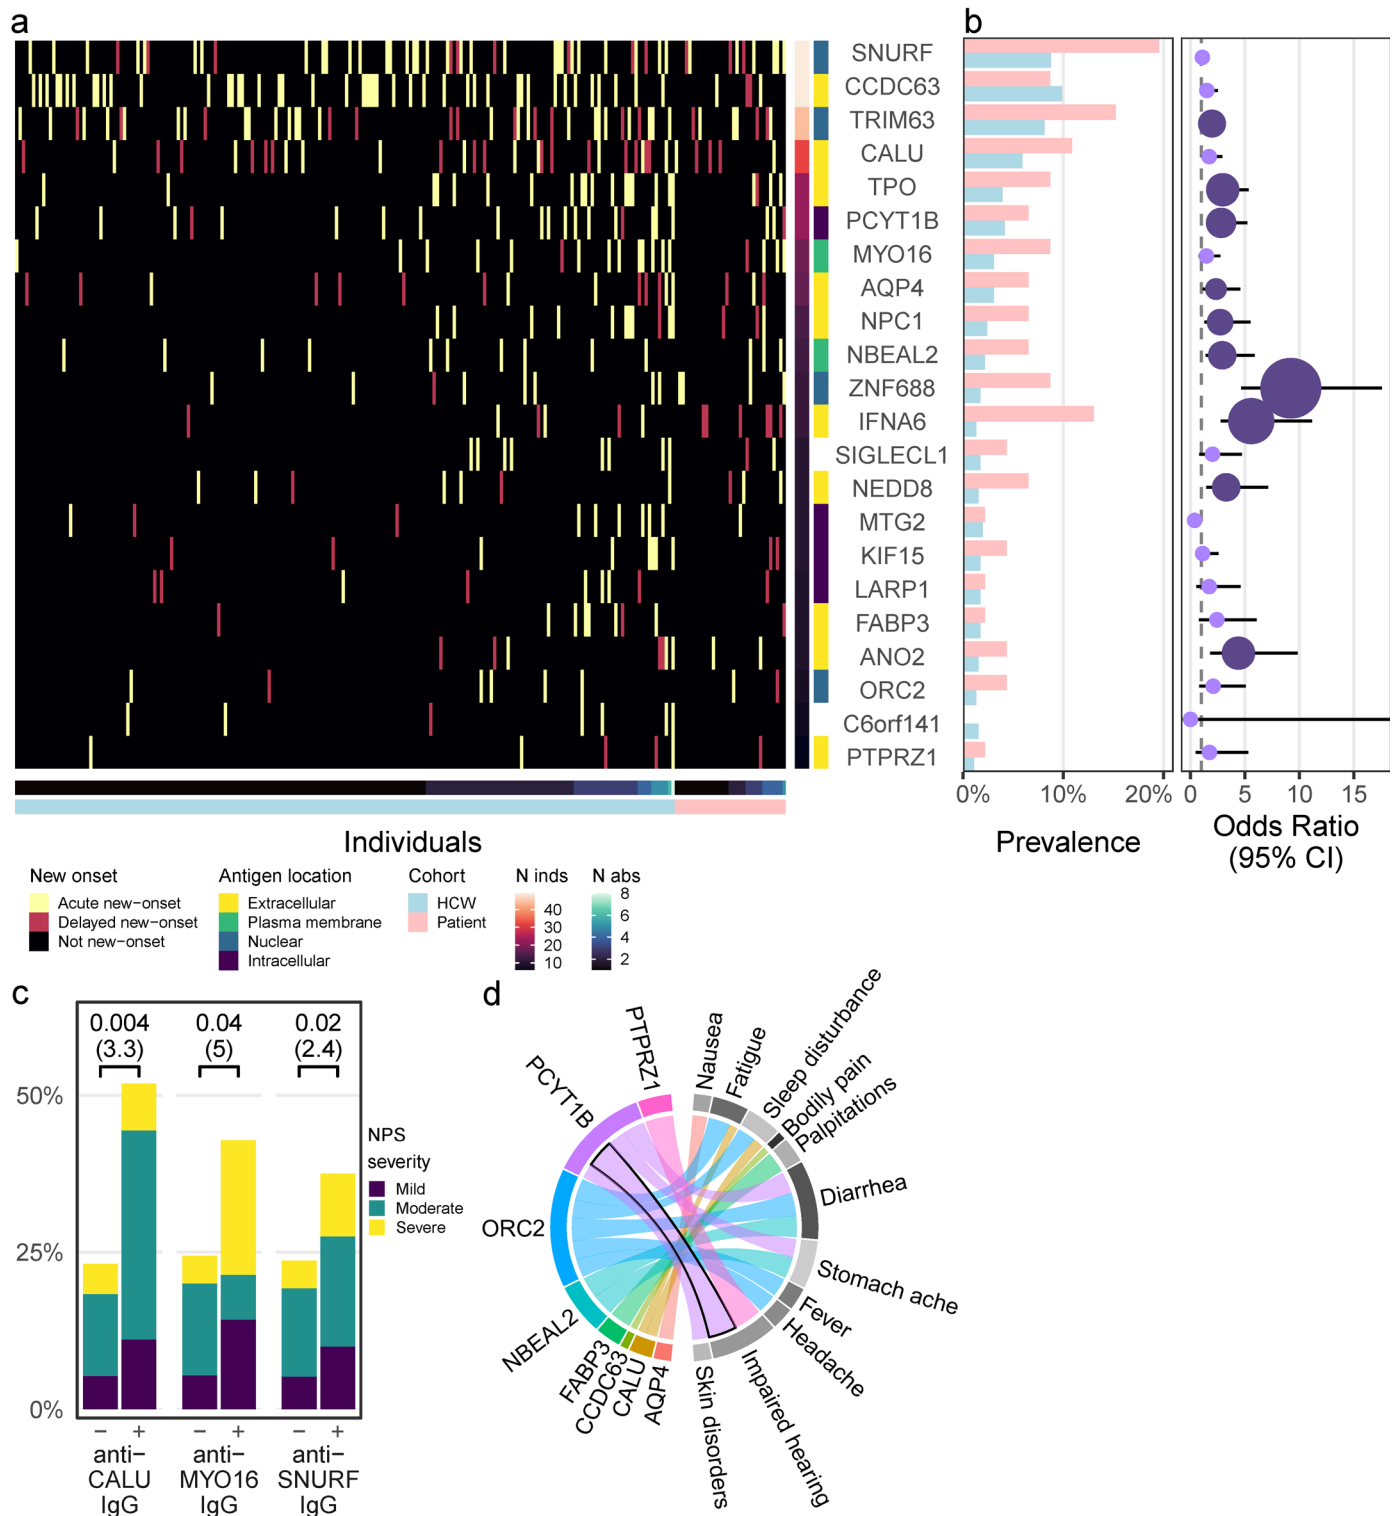 a
b
SNURF
CCDC63
TRIM63
CALU
TPO
PCYT1B
MYO16
AQP4
NPC1
NBEAL2
ZNF688
IFNA6
SIGLECL1
NEDD8
MTG2
KIF15
LARP1
FABP3
ANO2
ORC2
C6orf141
PTPRZ1
0% 10% 20%
Prevalence
0 5 10 15
Odds Ratio
(95% CI)
Individuals
New onset
Acute new−onset
Delayed new−onset
Not new−onset
Antigen location
Extracellular
Plasma membrane
Nuclear
Intracellular
Cohort
HCW
Patient
N inds
40
30
20
10
N abs
8
6
4
2
c
0.004
(3.3)
0.04
(5)
0.02
(2.4)
50%
25%
0%
− + − + − +
anti−
CALU
IgG
anti−
MYO16
IgG
anti−
SNURF
IgG
NPS
severity
Mild
Moderate
Severe
d
PTPRZ1
PCYT1B
ORC2
NBEAL2
FABP3
CCDC63
CALU
AQP4
Nausea
Fatigue
Sleep disturbance
Bodily pain
Palpitations
Diarrhea
Stomach ache
Fever
Headache
Impaired hearing
Skin disorders